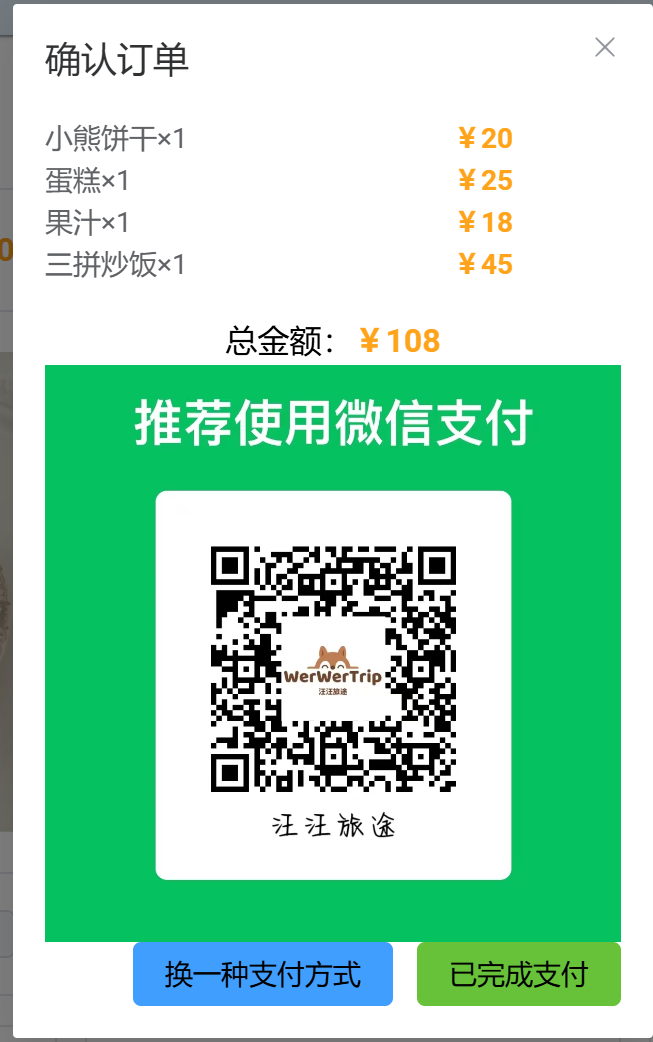 确认订单
小熊饼干×1 ¥20
蛋糕×1 ¥25
果汁×1 ¥18
三拼炒饭×1 ¥45
总金额： ¥108
推荐使用微信支付
WerWerTrip
汪汪旅途
汪汪旅途
换一种支付方式 已完成支付